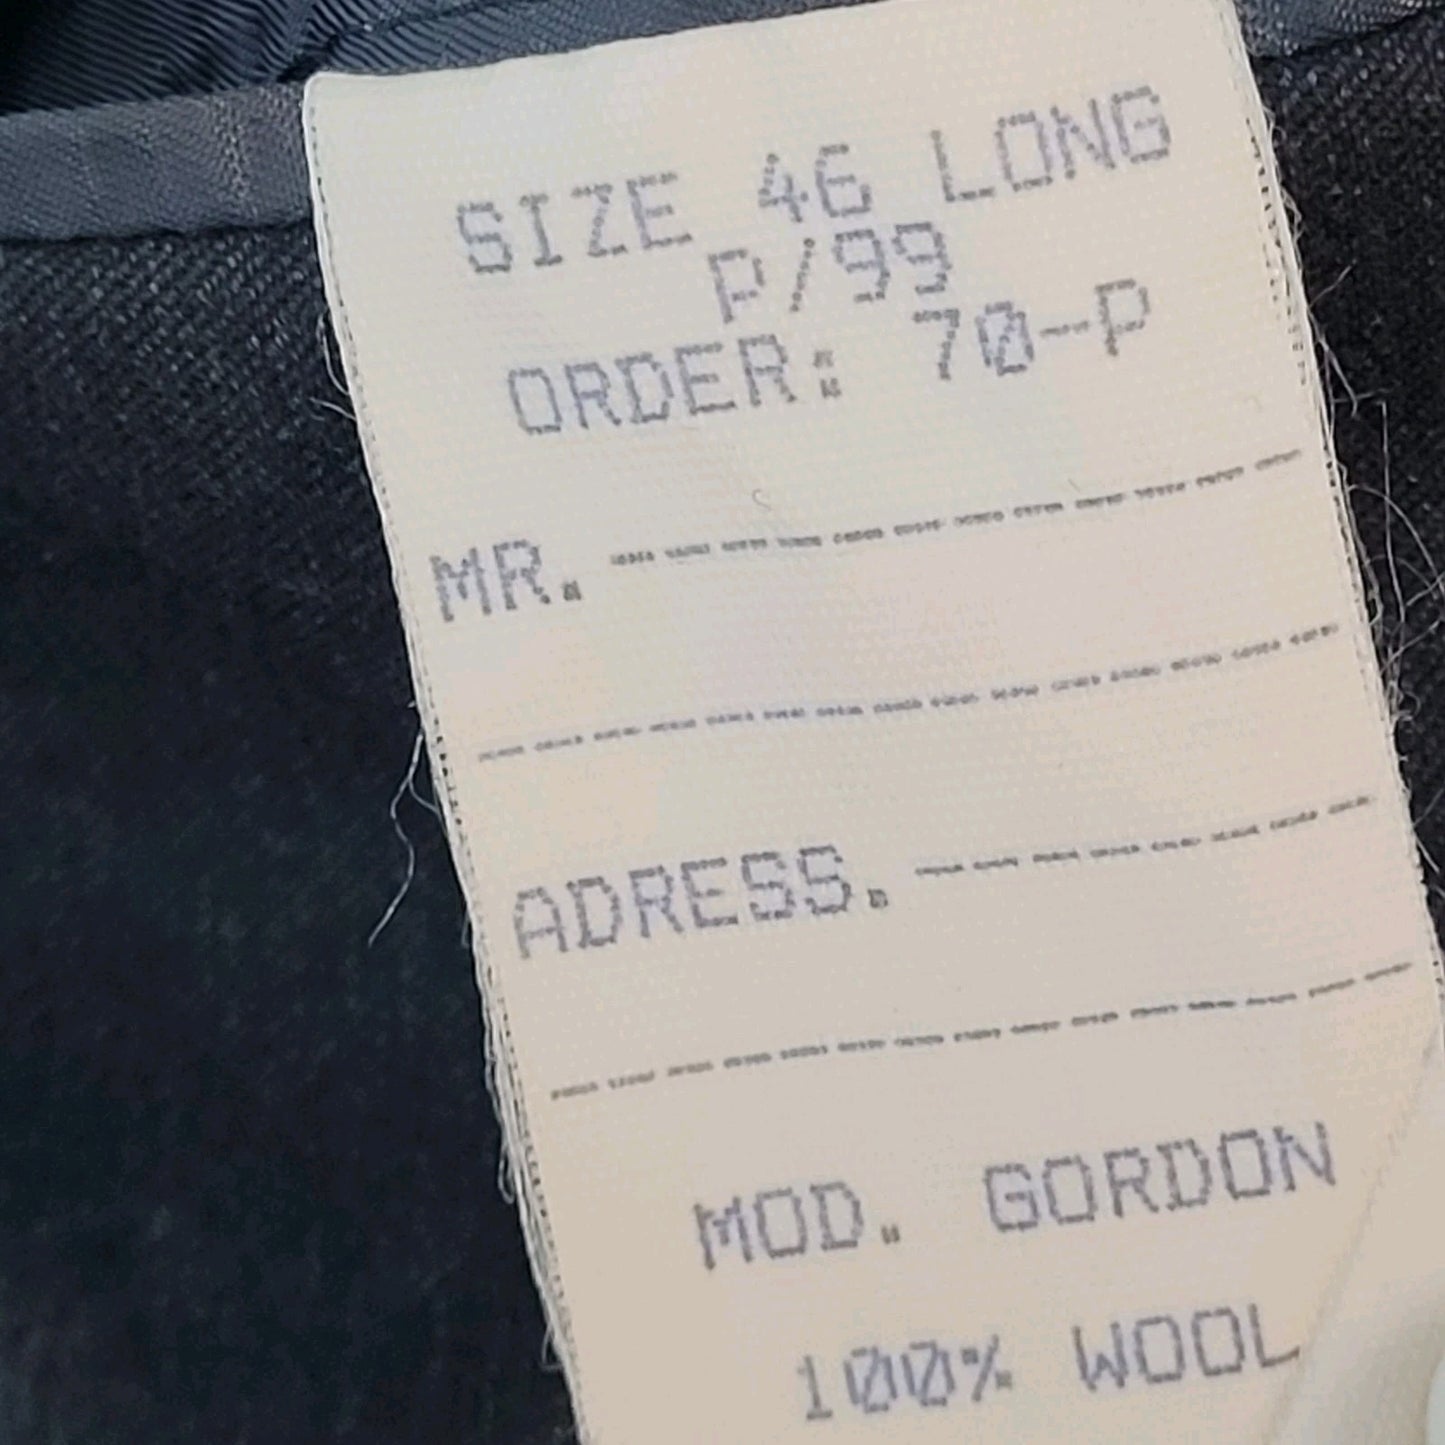 SIZE 46 LONG
P/99
ORDER: 70-P
MR.
ADRESS.
MOD. GORDON
100% WOOL